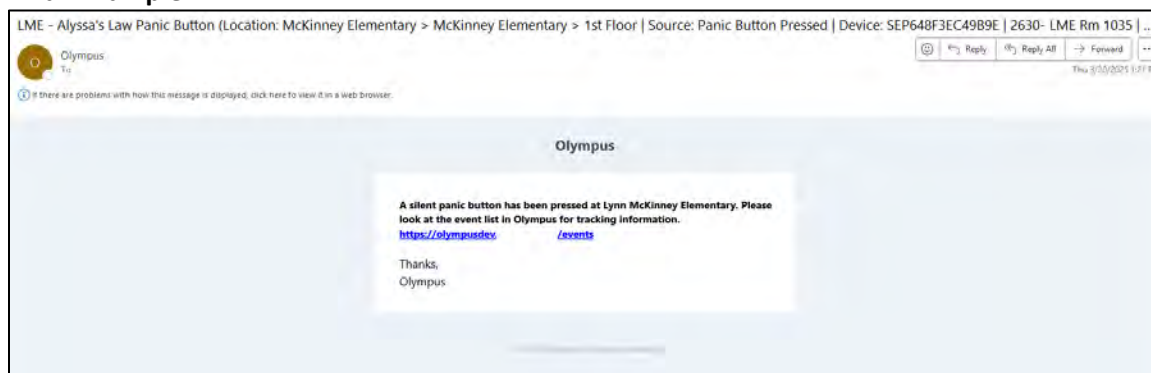 LME - Alyssa's Law Panic Button (Location: McKinney Elementary > McKinney Elementary > 1st Floor | Source: Panic Button Pressed | Device: SEP648F3EC49B9E | 2630- LME Rm 1035 | ...
Olympus
To
Reply
Reply All
Forward
If there are problems with how this message is displayed, click here to view it in a web browser.
Olympus
A silent panic button has been pressed at Lynn McKinney Elementary. Please
look at the event list in Olympus for tracking information.
https://olympusdev. /events
Thanks,
Olympus